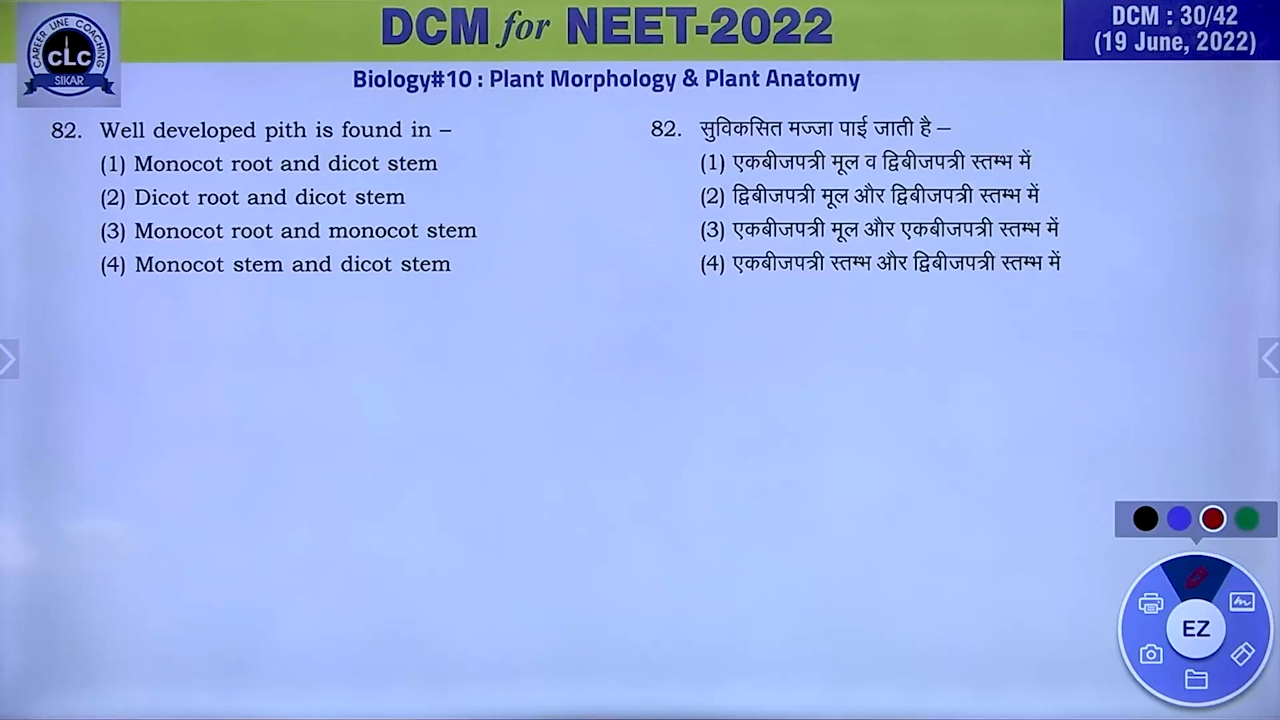 CAREER LINE COACHING
CLC
SIKAR
DCM for NEET-2022
DCM : 30/42
(19 June, 2022)
Biology#10 : Plant Morphology & Plant Anatomy
82. Well developed pith is found in –
(1) Monocot root and dicot stem
(2) Dicot root and dicot stem
(3) Monocot root and monocot stem
(4) Monocot stem and dicot stem
82. सुविकसित मज्जा पाई जाती है –
(1) एकबीजपत्री मूल व द्विबीजपत्री स्तम्भ में
(2) द्विबीजपत्री मूल और द्विबीजपत्री स्तम्भ में
(3) एकबीजपत्री मूल और एकबीजपत्री स्तम्भ में
(4) एकबीजपत्री स्तम्भ और द्विबीजपत्री स्तम्भ में
EZ